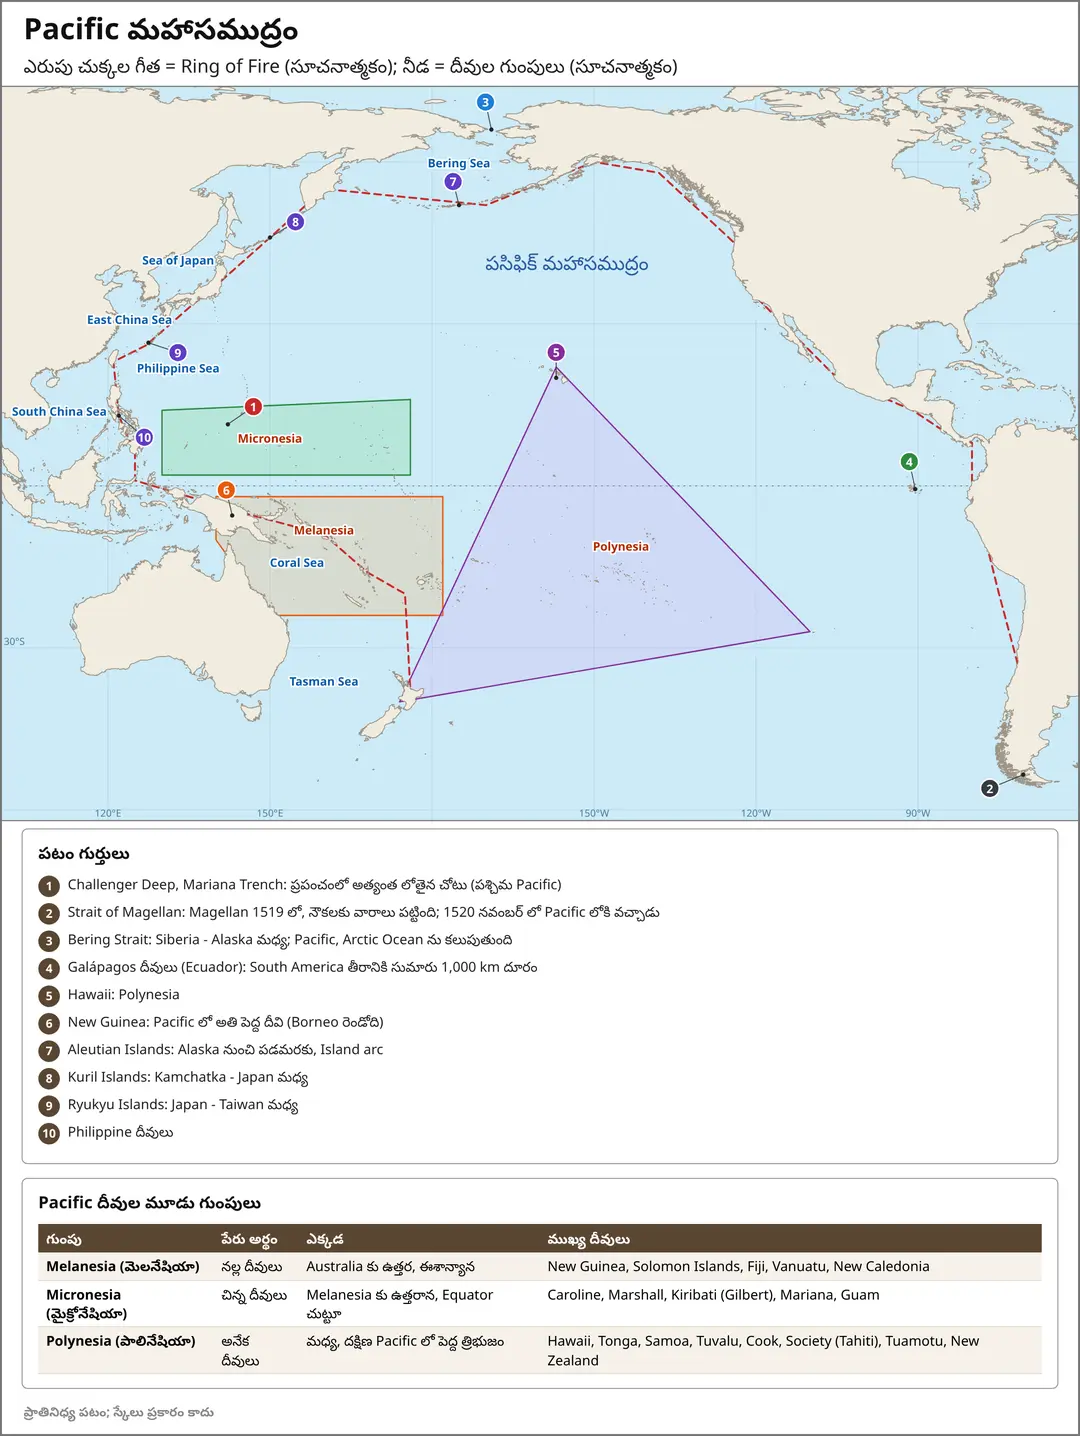 Pacific మహాసముద్రం
ఎరుపు చుక్కల గీత = Ring of Fire (సూచనాత్మకం); నీడ = దీవుల గుంపులు (సూచనాత్మకం)
3
Bering Sea
7
8
Sea of Japan
పసిఫిక్ మహాసముద్రం
East China Sea
9
5
Philippine Sea
1
South China Sea
10
Micronesia
4
6
Melanesia
Polynesia
Coral Sea
30°S
Tasman Sea
2
120°E 150°E 150°W 120°W 90°W
పటం గుర్తులు
1 Challenger Deep, Mariana Trench: ప్రపంచంలో అత్యంత లోతైన చోటు (పశ్చిమ Pacific)
2 Strait of Magellan: Magellan 1519 లో, నౌకలకు వారాలు పట్టింది; 1520 నవంబర్ లో Pacific లోకి వచ్చాడు
3 Bering Strait: Siberia - Alaska మధ్య; Pacific, Arctic Ocean ను కలుపుతుంది
4 Galápagos దీవులు (Ecuador): South America తీరానికి సుమారు 1,000 km దూరం
5 Hawaii: Polynesia
6 New Guinea: Pacific లో అతి పెద్ద దీవి (Borneo రెండోది)
7 Aleutian Islands: Alaska నుంచి పడమరకు, Island arc
8 Kuril Islands: Kamchatka - Japan మధ్య
9 Ryukyu Islands: Japan - Taiwan మధ్య
10 Philippine దీవులు
Pacific దీవుల మూడు గుంపులు
గుంపు పేరు అర్థం ఎక్కడ ముఖ్య దీవులు
Melanesia (మెలనేషియా) నల్ల దీవులు Australia కు ఉత్తర, ఈశాన్యాన New Guinea, Solomon Islands, Fiji, Vanuatu, New Caledonia
Micronesia చిన్న దీవులు Melanesia కు ఉత్తరాన, Equator Caroline, Marshall, Kiribati (Gilbert), Mariana, Guam
(మైక్రోనేషియా) చుట్టూ
Polynesia (పాలినేషియా) అనేక మధ్య, దక్షిణ Pacific లో పెద్ద త్రిభుజం Hawaii, Tonga, Samoa, Tuvalu, Cook, Society (Tahiti), Tuamotu, New
దీవులు Zealand
ప్రాతినిధ్య పటం; స్కేలు ప్రకారం కాదు